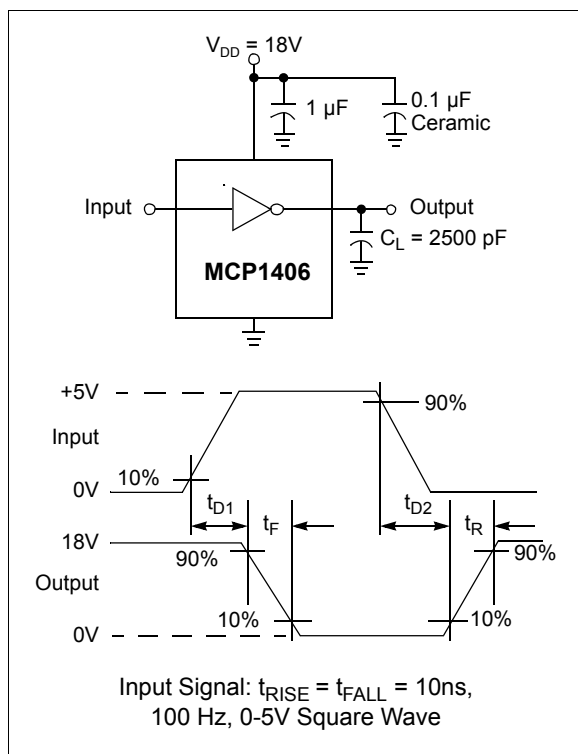 V_DD = 18V
1 µF
0.1 µF
Ceramic
Input
Output
C_L = 2500 pF
MCP1406
+5V
90%
Input
10%
0V
t_D1
t_F
t_D2
t_R
18V
90%
90%
Output
10%
10%
0V
Input Signal: t_RISE = t_FALL = 10ns,
100 Hz, 0-5V Square Wave